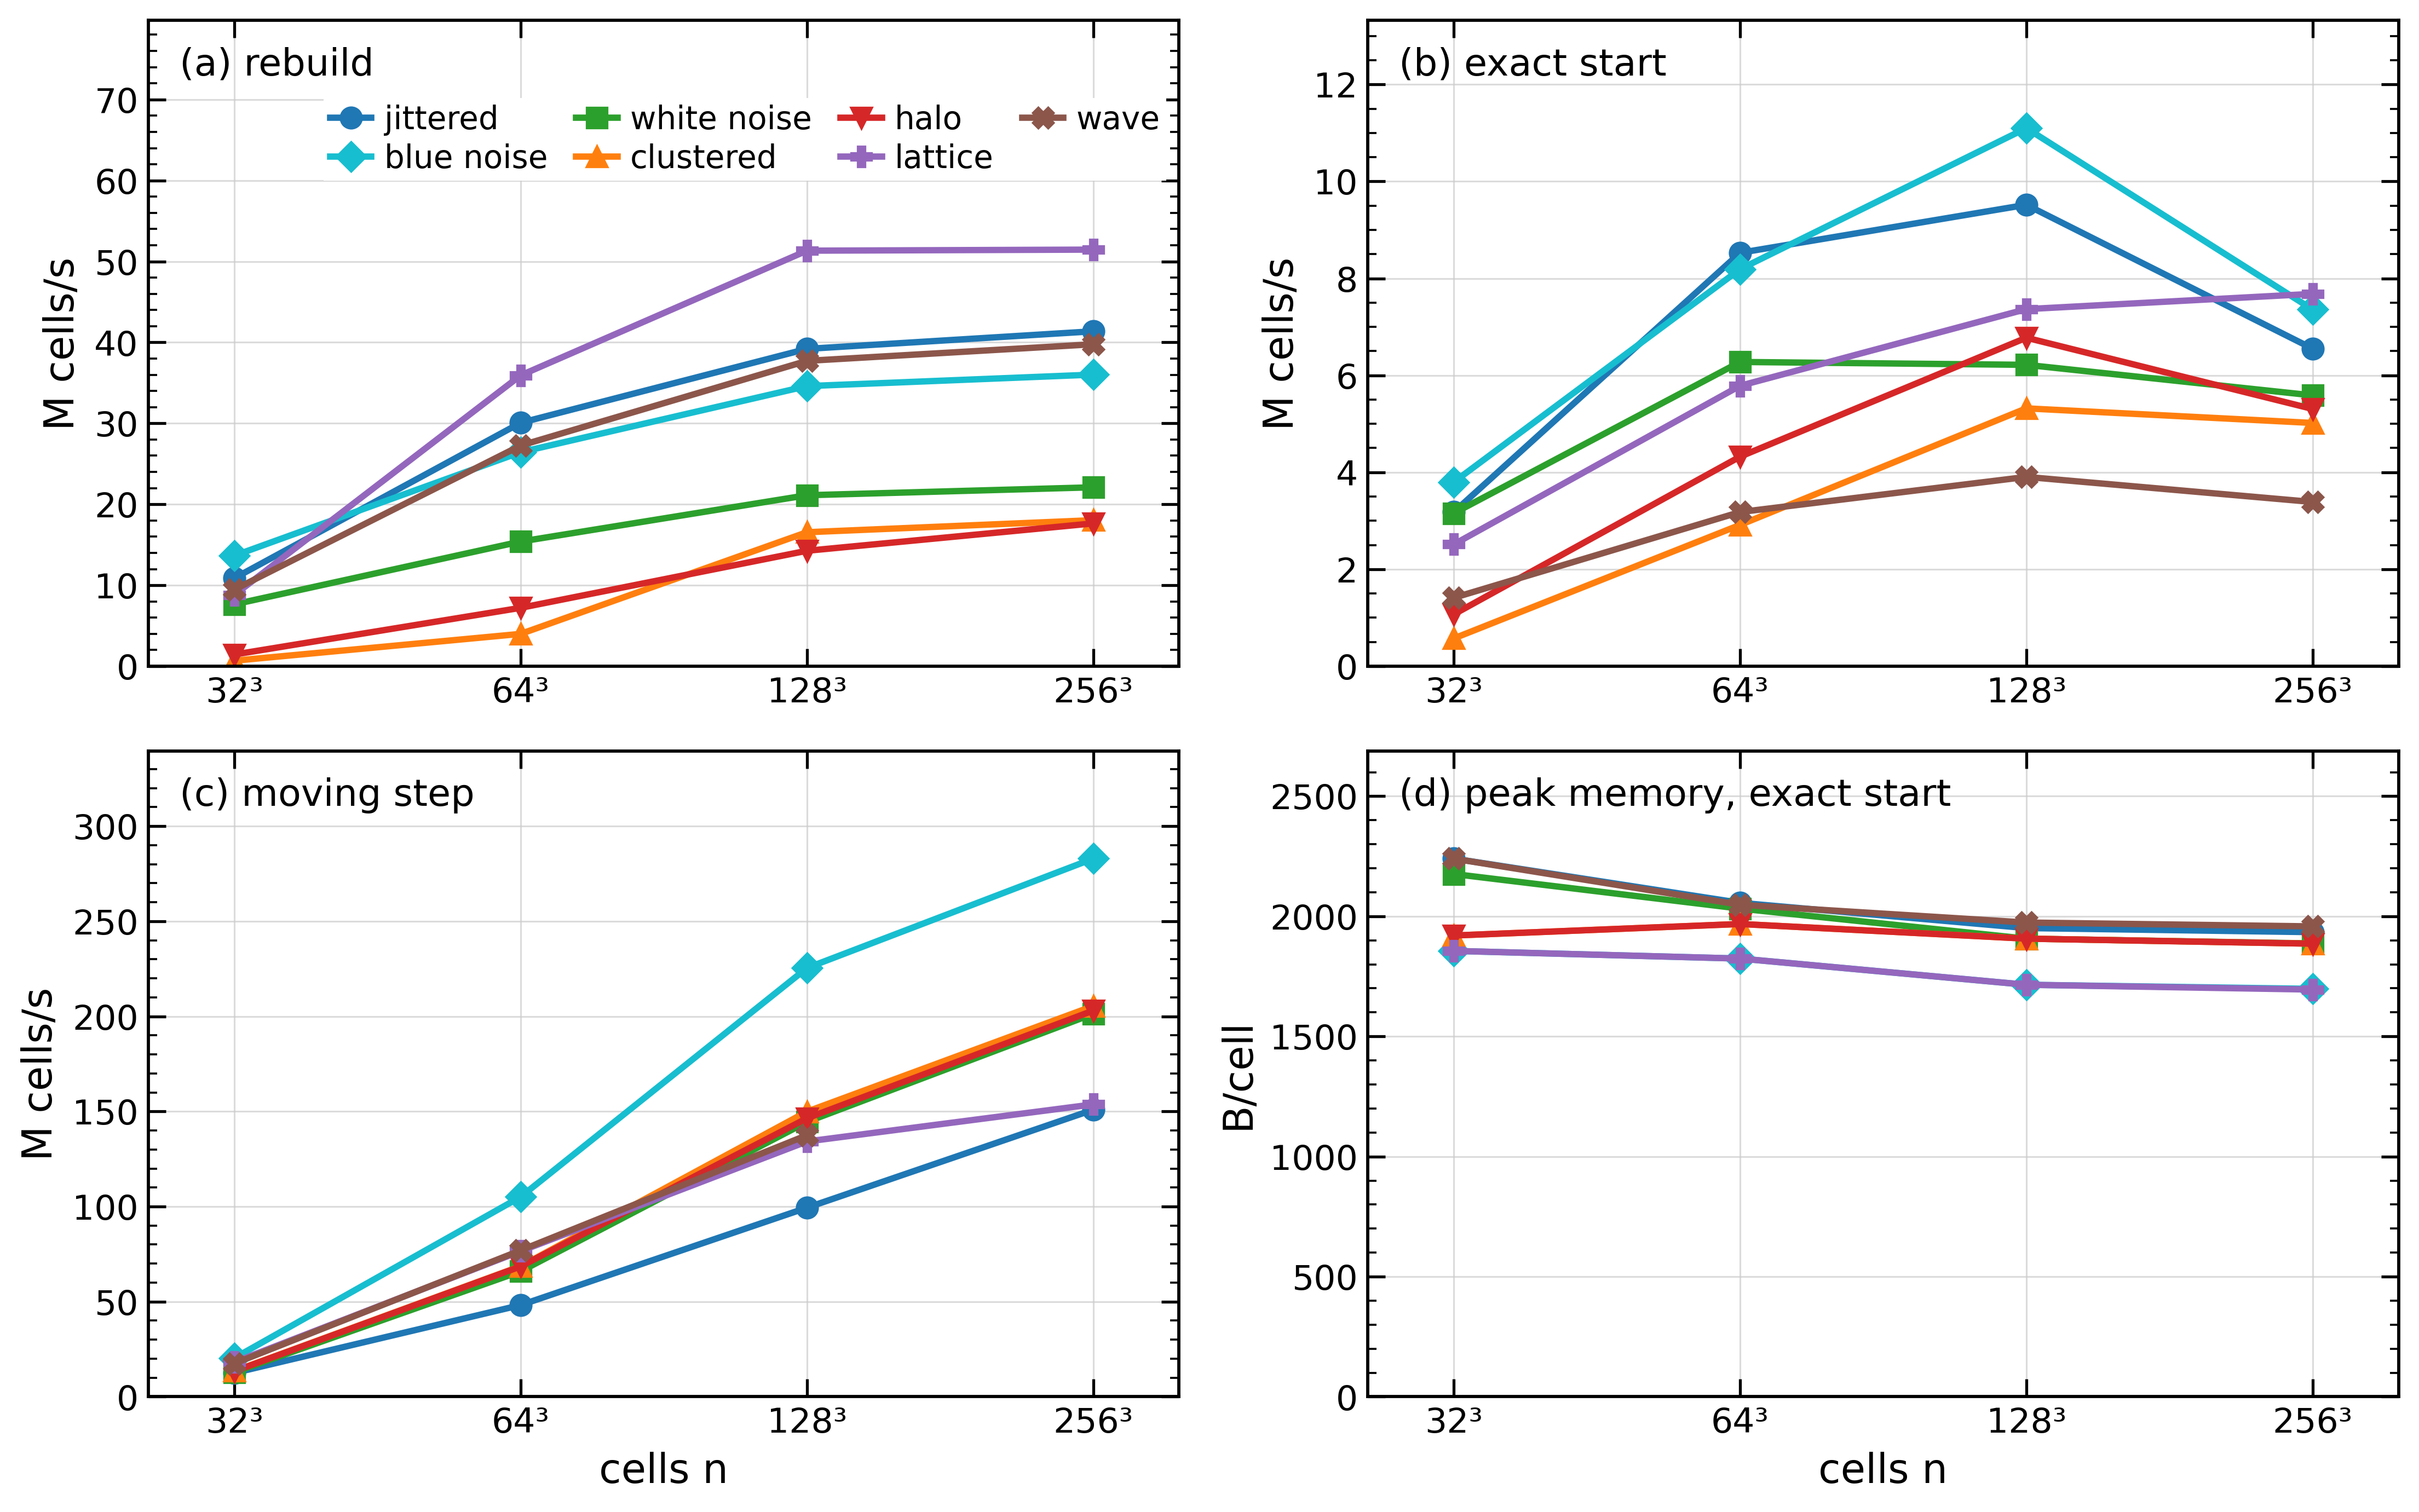 (a) rebuild
jittered
blue noise
white noise
clustered
halo
lattice
wave
M cells/s
70
60
50
40
30
20
10
0
32³
64³
128³
256³
(b) exact start
M cells/s
12
10
8
6
4
2
0
32³
64³
128³
256³
(c) moving step
M cells/s
300
250
200
150
100
50
0
32³
64³
128³
256³
cells n
(d) peak memory, exact start
B/cell
2500
2000
1500
1000
500
0
32³
64³
128³
256³
cells n